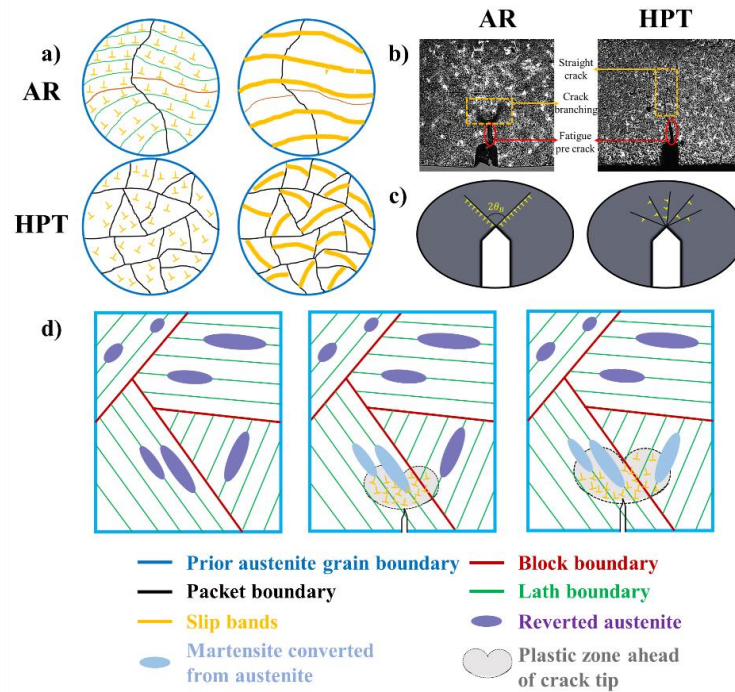 AR
HPT
a)
b)
AR
Straight
crack
Crack
branching
Fatigue
pre crack
HPT
c)
2θ_B
d)
Prior austenite grain boundary
Block boundary
Packet boundary
Lath boundary
Slip bands
Reverted austenite
Martensite converted
from austenite
Plastic zone ahead
of crack tip